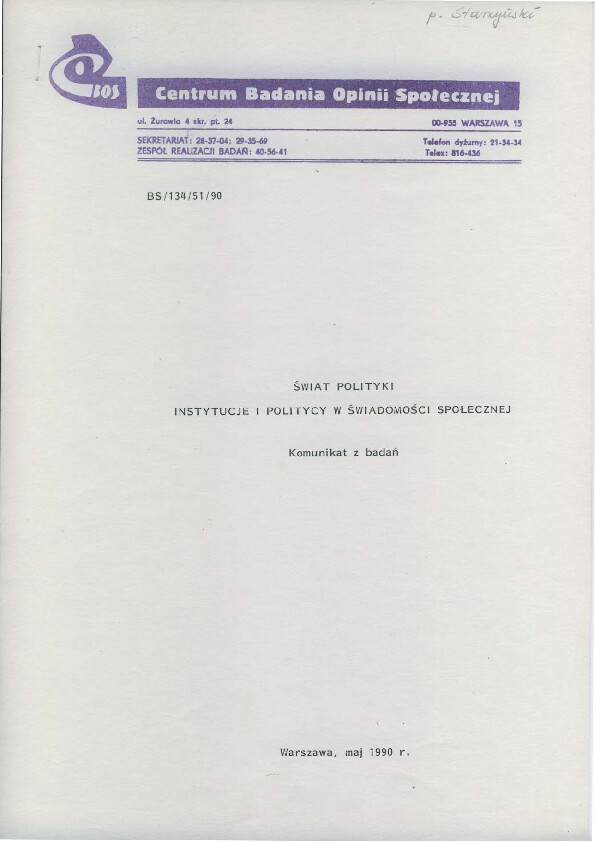 p. Starzyński
CBOS
Centrum Badania Opinii Społecznej
ul. Żurawia 4 skr. pt. 24
00-955 WARSZAWA 15
SEKRETARIAT: 28-37-04; 29-35-69
Telefon dyżurny: 21-34-34
ZESPÓŁ REALIZACJI BADAŃ: 40-56-41
Telex: 816-436
BS/134/51/90
ŚWIAT POLITYKI
INSTYTUCJE I POLITYCY W ŚWIADOMOŚCI SPOŁECZNEJ
Komunikat z badań
Warszawa, maj 1990 r.